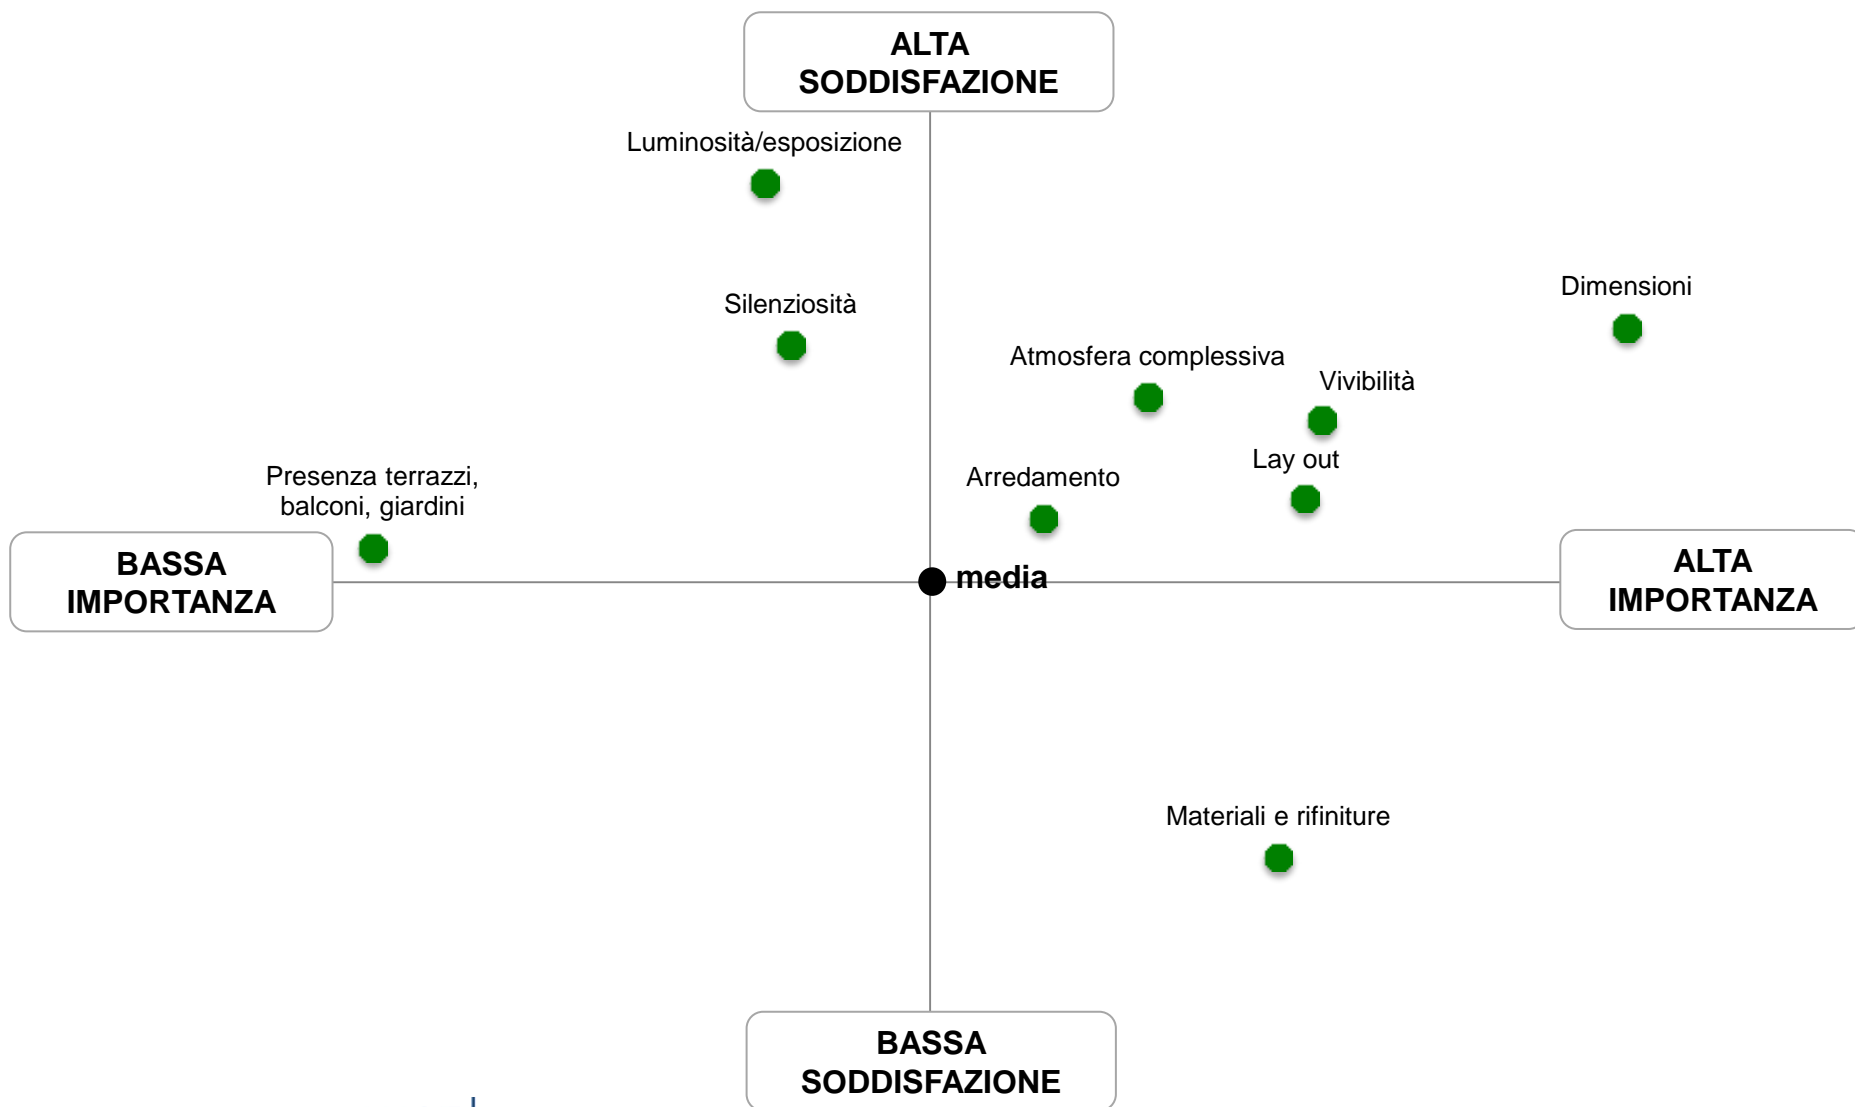 ALTA
SODDISFAZIONE
Luminosità/esposizione
Silenziosità
Dimensioni
Atmosfera complessiva
Vivibilità
Lay out
Arredamento
Presenza terrazzi,
balconi, giardini
BASSA
IMPORTANZA
media
ALTA
IMPORTANZA
Materiali e rifiniture
BASSA
SODDISFAZIONE